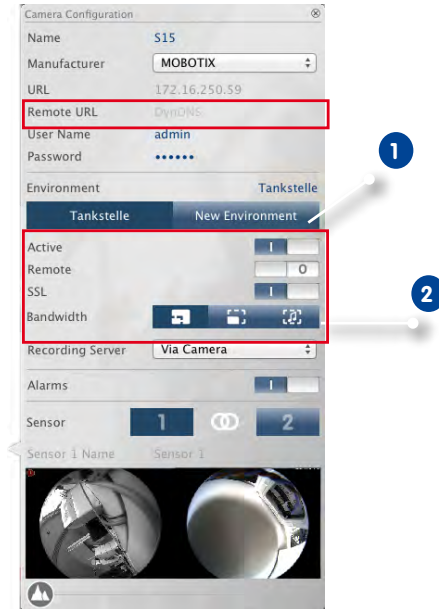 Camera Configuration
Name S15
Manufacturer MOBOTIX
URL 172.16.250.59
Remote URL DynDNS
User Name admin
Password ••••••
1
Environment Tankstelle
Tankstelle New Environment
Active I
Remote O
SSL I
2
Bandwidth
Recording Server Via Camera
Alarms I
Sensor 1 2
Sensor 1 Name Sensor 1